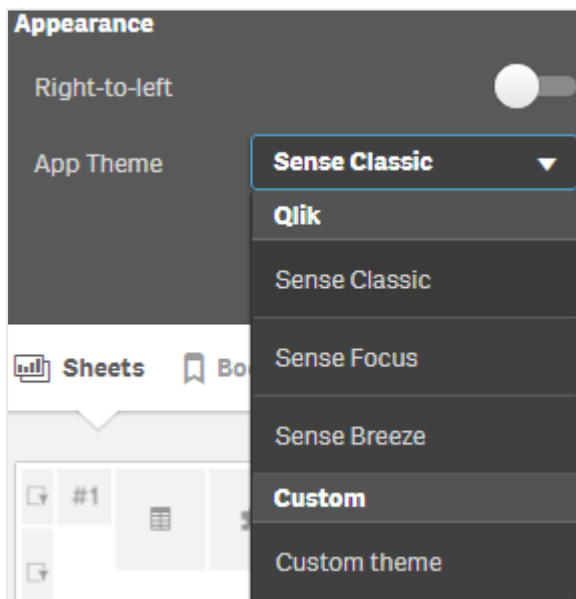 Appearance
Right-to-left
App Theme Sense Classic
Qlik
Sense Classic
Sheets
Sense Focus
Sense Breeze
Custom
#1
Custom theme